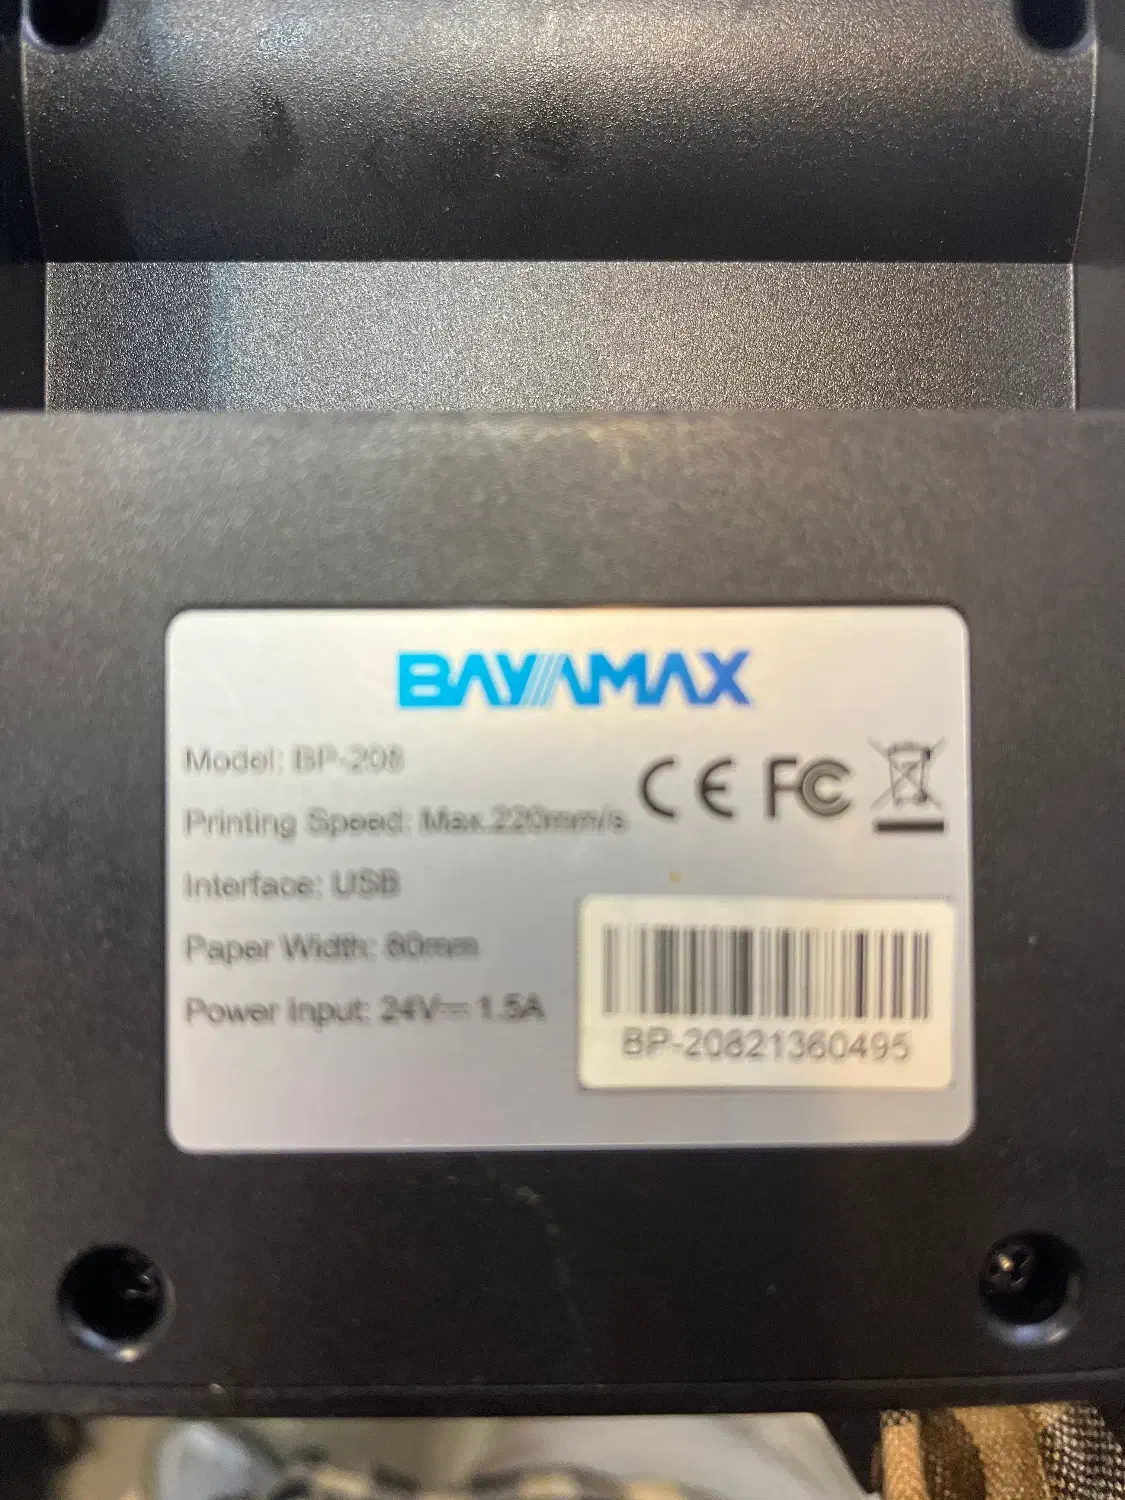 BAYAMAX
Model: BP-208
Printing Speed: Max.220mm/s
Interface: USB
Paper Width: 80mm
Power Input: 24V⎓1.5A
CE FC
BP-20821360495